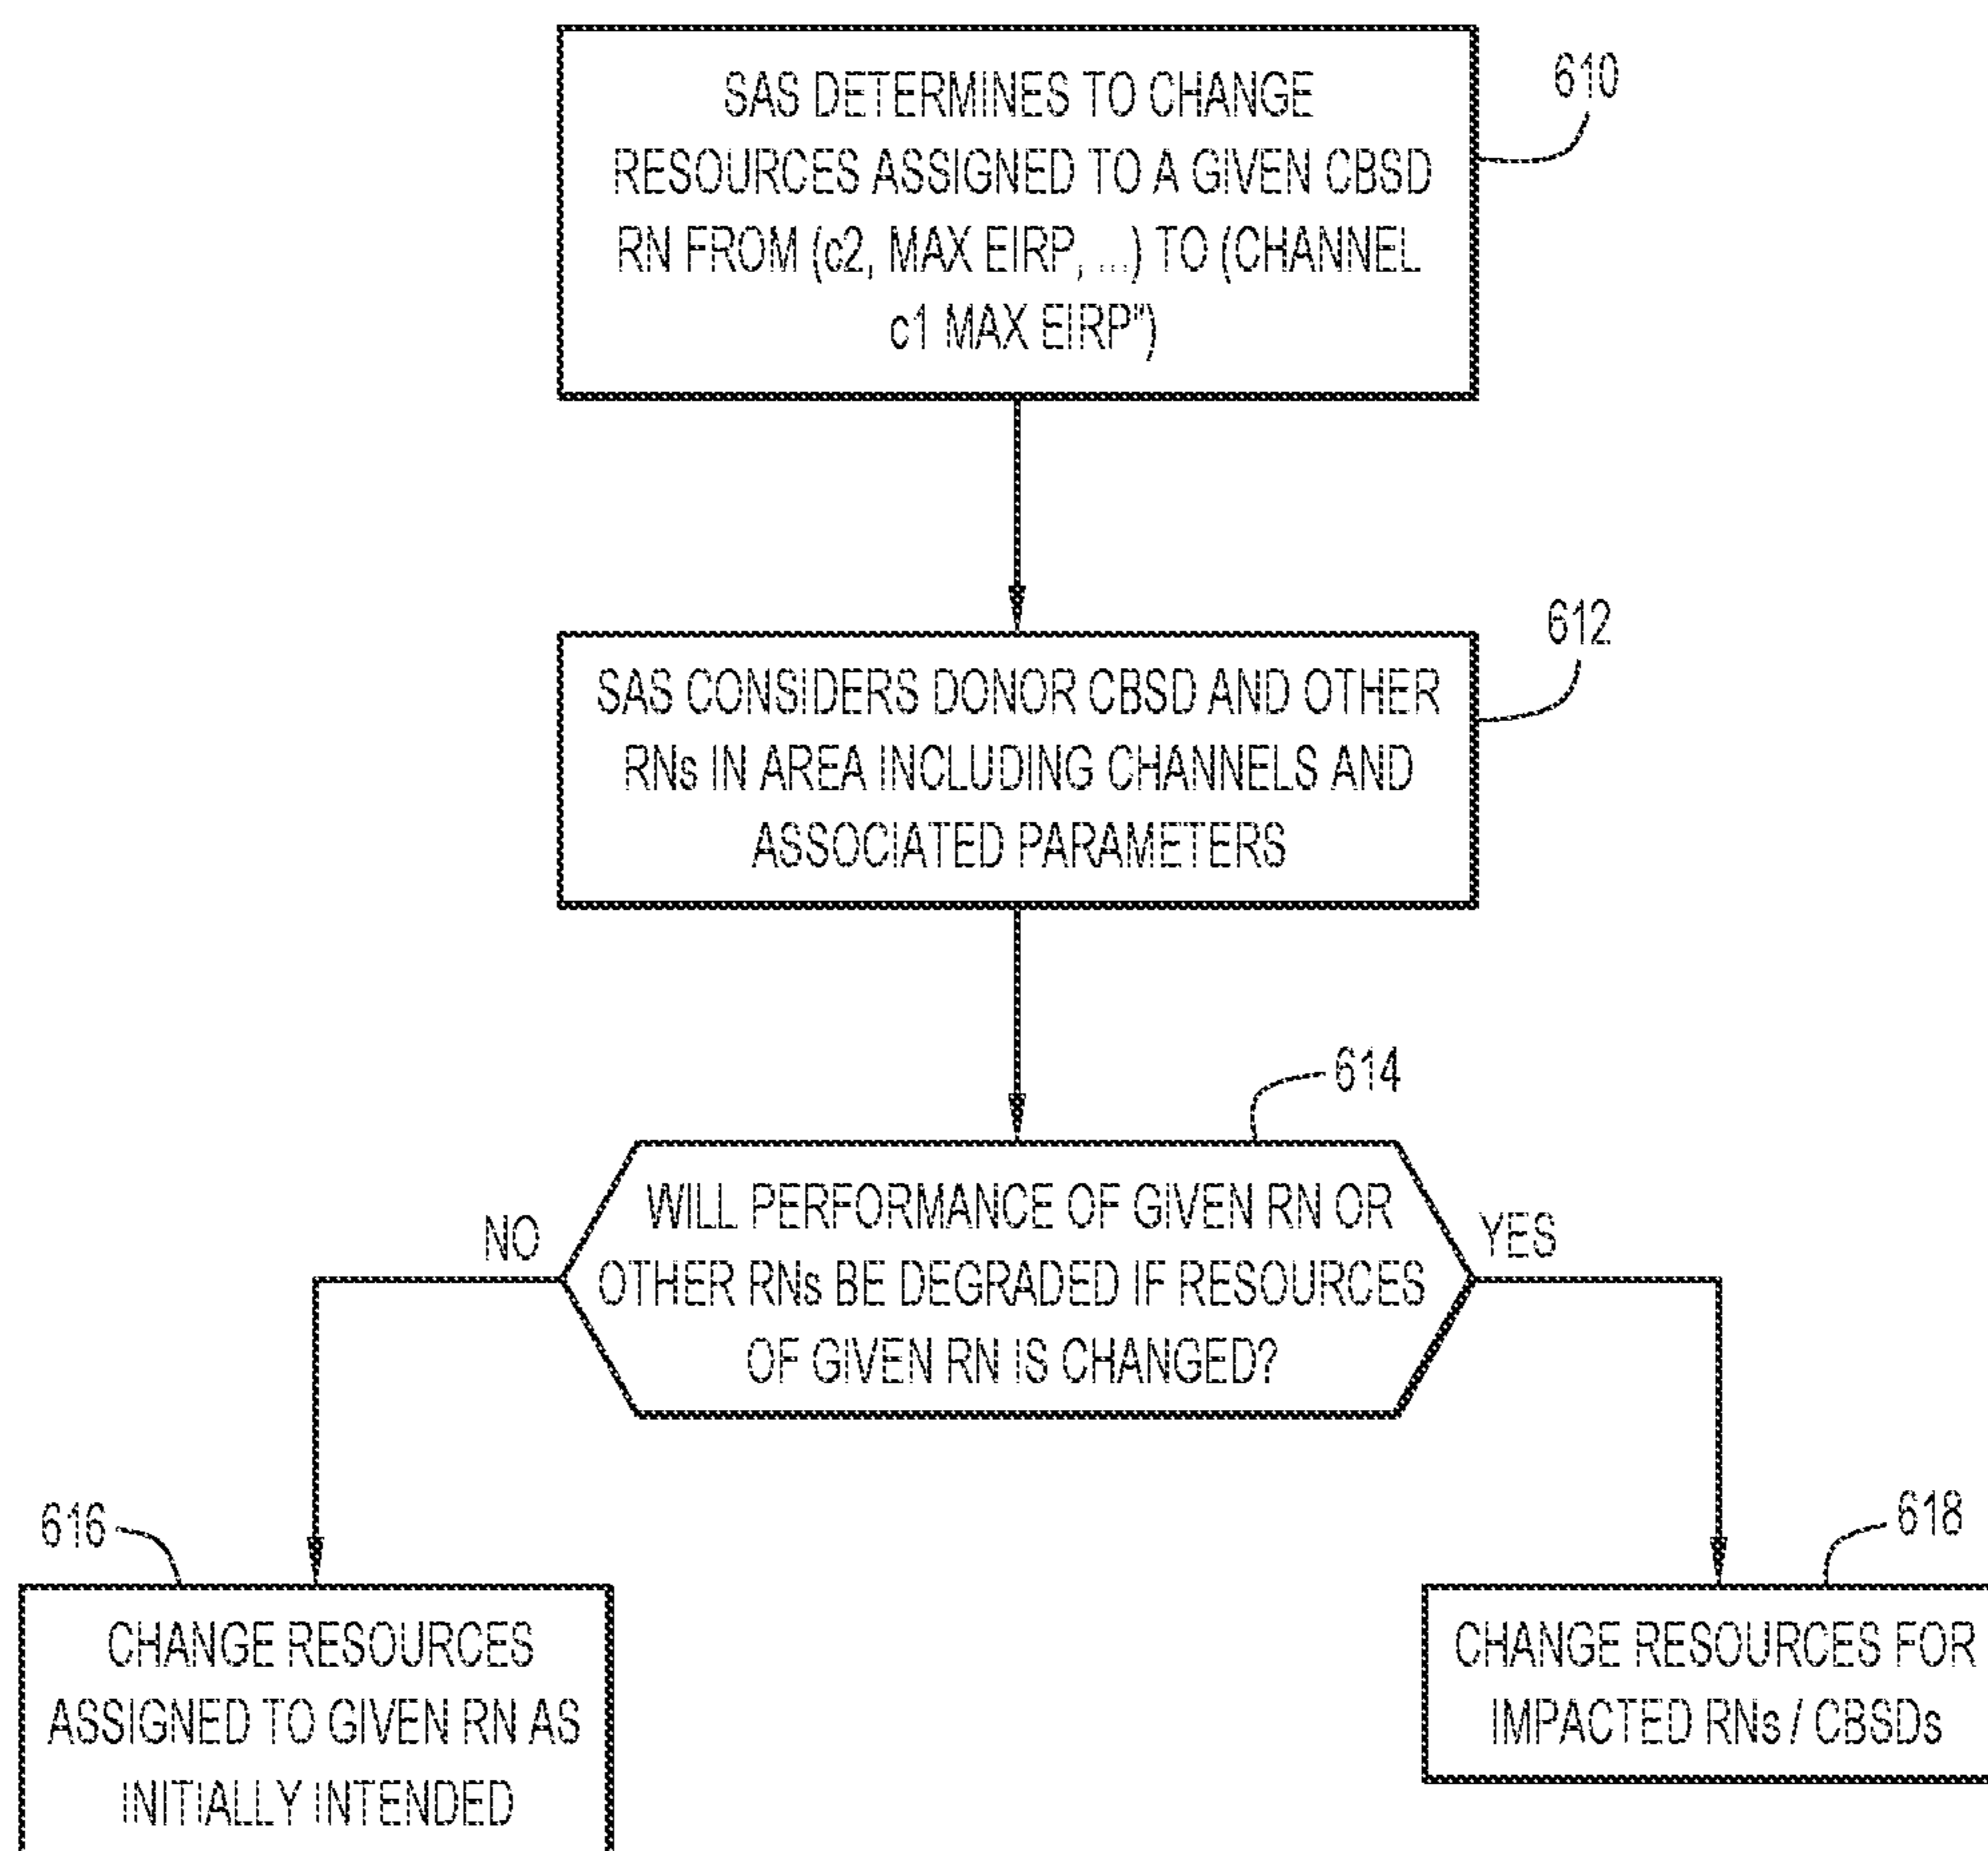 SAS DETERMINES TO CHANGE
RESOURCES ASSIGNED TO A GIVEN CBSD
RN FROM (c2, MAX EIRP, ...) TO (CHANNEL
c1 MAX EIRP")
610
SAS CONSIDERS DONOR CBSD AND OTHER
RNs IN AREA INCLUDING CHANNELS AND
ASSOCIATED PARAMETERS
612
614
WILL PERFORMANCE OF GIVEN RN OR
OTHER RNs BE DEGRADED IF RESOURCES
OF GIVEN RN IS CHANGED?
NO
YES
616
CHANGE RESOURCES
ASSIGNED TO GIVEN RN AS
INITIALLY INTENDED
618
CHANGE RESOURCES FOR
IMPACTED RNs / CBSDs